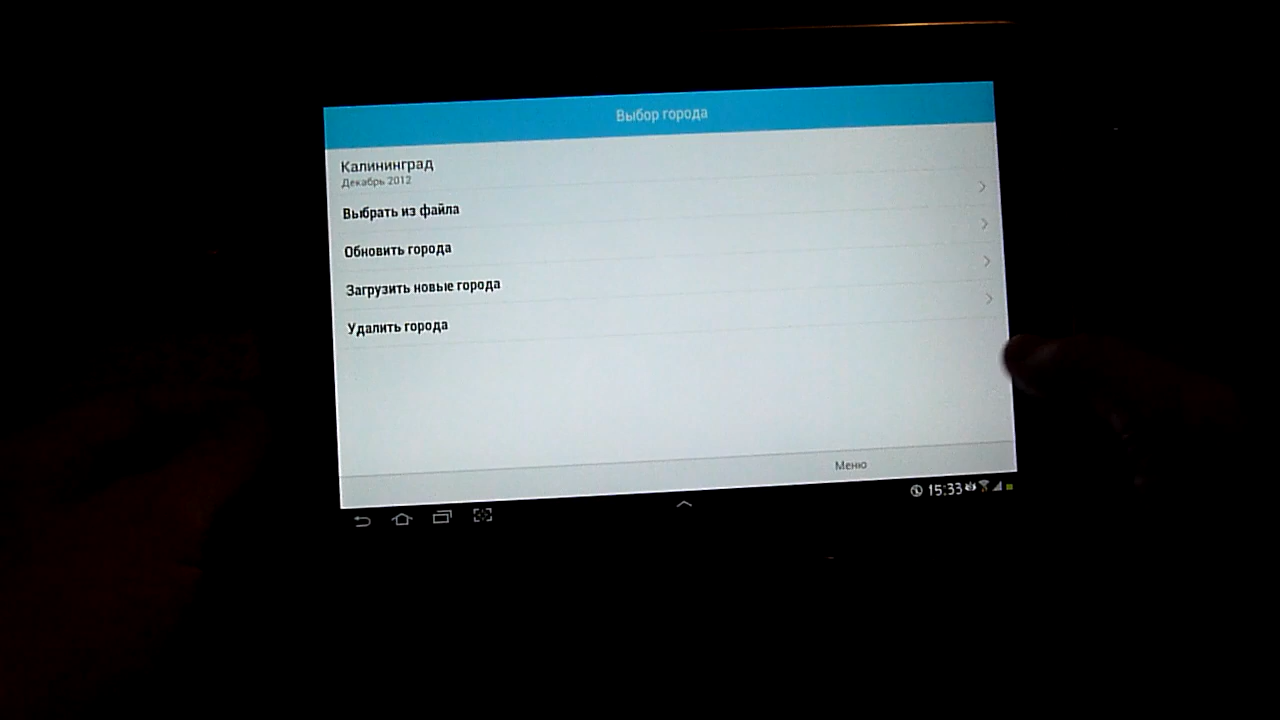 Выбор города
Калининград
Декабрь 2012
Выбрать из файла
Обновить города
Загрузить новые города
Удалить города
Меню
15:33